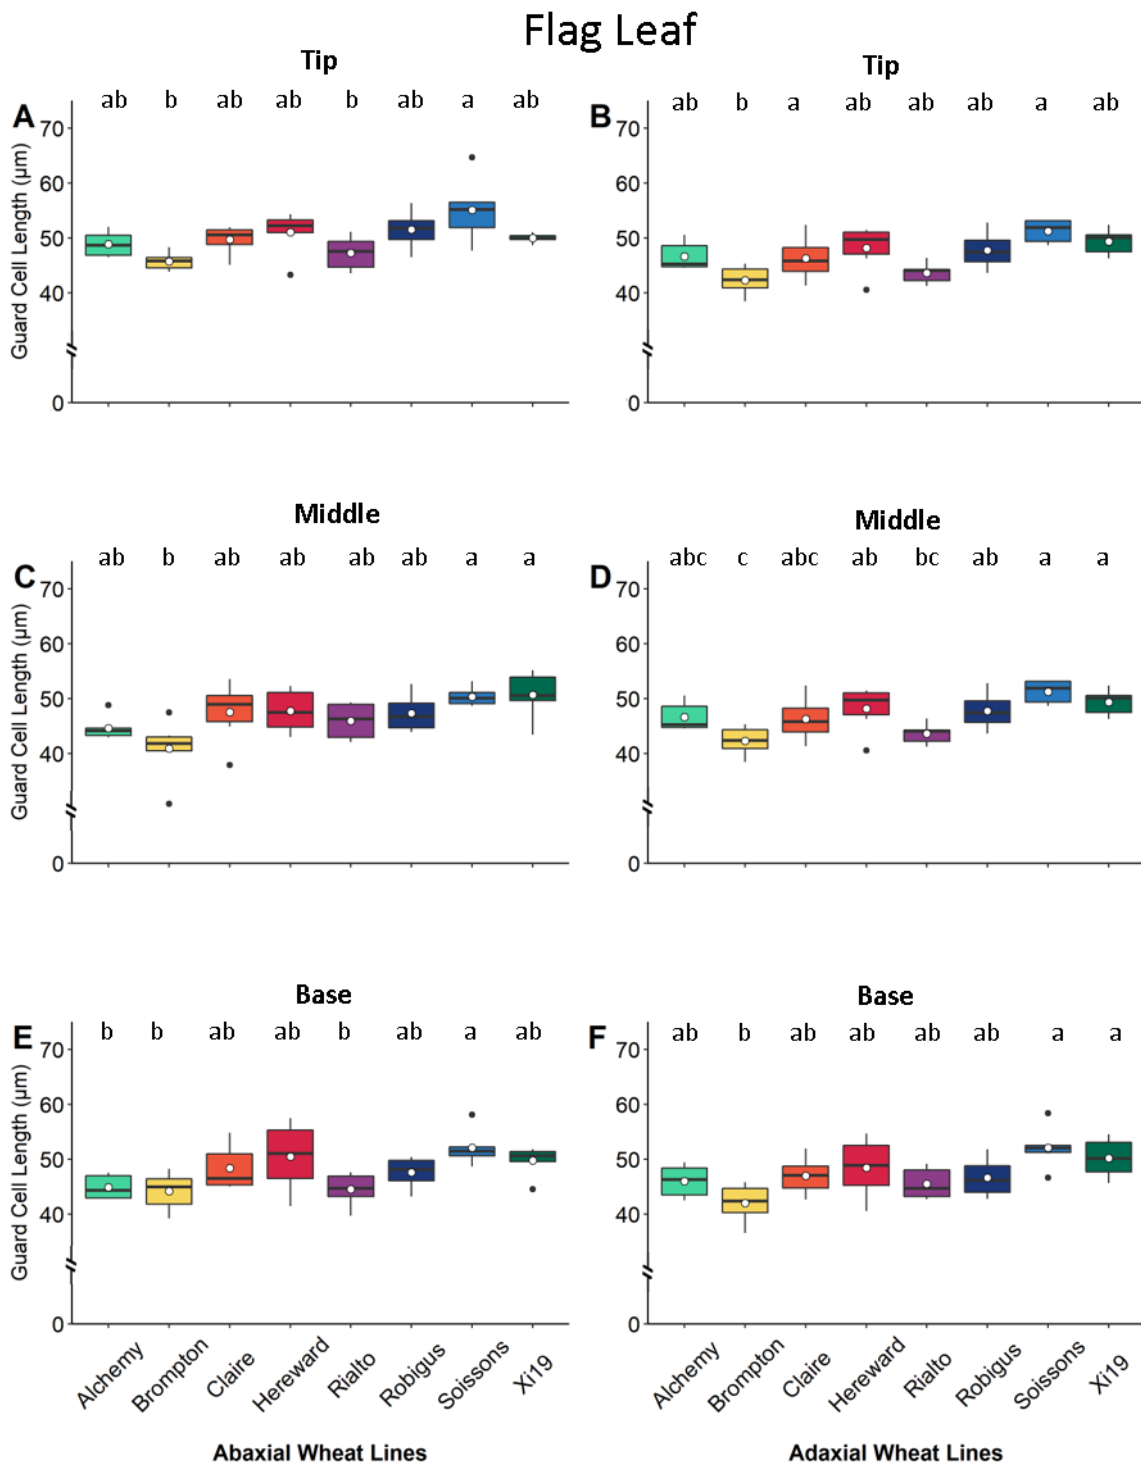 Flag Leaf
Tip
ab b ab ab b ab a ab
A
70
60
50
40
0
Guard Cell Length (µm)
Tip
ab b a ab ab ab a ab
B
70
60
50
40
0
Middle
ab b ab ab ab ab a a
C
70
60
50
40
0
Guard Cell Length (µm)
Middle
abc c abc ab bc ab a a
D
70
60
50
40
0
Base
b b ab ab b ab a ab
E
70
60
50
40
0
Guard Cell Length (µm)
Alchemy
Brompton
Claire
Hereward
Rialto
Robigus
Soissons
Xi19
Abaxial Wheat Lines
Base
ab b ab ab ab ab a a
F
70
60
50
40
0
Alchemy
Brompton
Claire
Hereward
Rialto
Robigus
Soissons
Xi19
Adaxial Wheat Lines